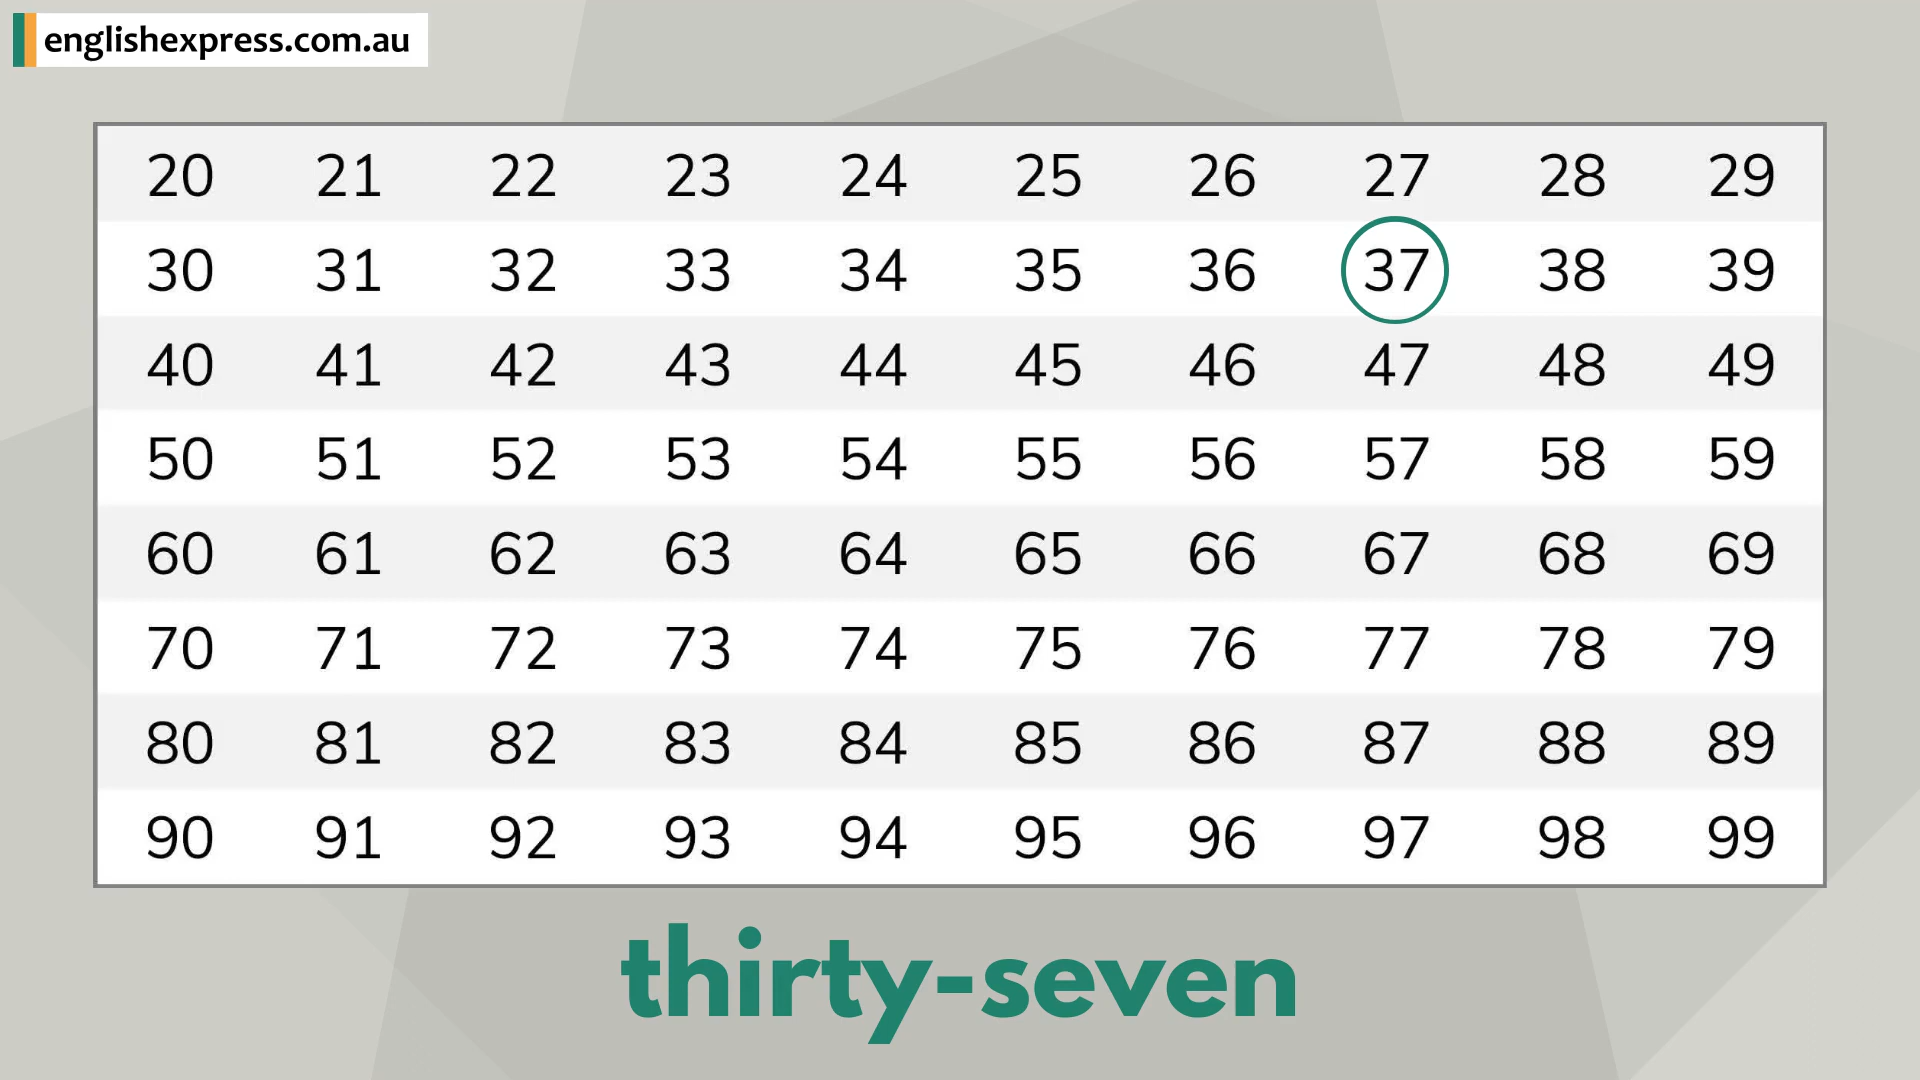 englishexpress.com.au
20 21 22 23 24 25 26 27 28 29
30 31 32 33 34 35 36 37 38 39
40 41 42 43 44 45 46 47 48 49
50 51 52 53 54 55 56 57 58 59
60 61 62 63 64 65 66 67 68 69
70 71 72 73 74 75 76 77 78 79
80 81 82 83 84 85 86 87 88 89
90 91 92 93 94 95 96 97 98 99
thirty-seven